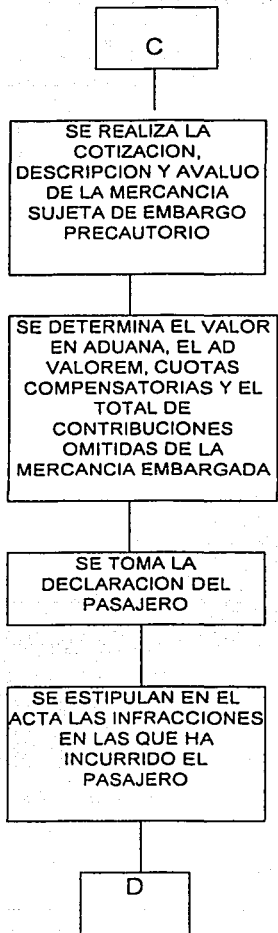 C
SE REALIZA LA
COTIZACION,
DESCRIPCION Y AVALUO
DE LA MERCANCIA
SUJETA DE EMBARGO
PRECAUTORIO
SE DETERMINA EL VALOR
EN ADUANA, EL AD
VALOREM, CUOTAS
COMPENSATORIAS Y EL
TOTAL DE
CONTRIBUCIONES
OMITIDAS DE LA
MERCANCIA EMBARGADA
SE TOMA LA
DECLARACION DEL
PASAJERO
SE ESTIPULAN EN EL
ACTA LAS INFRACCIONES
EN LAS QUE HA
INCURRIDO EL
PASAJERO
D